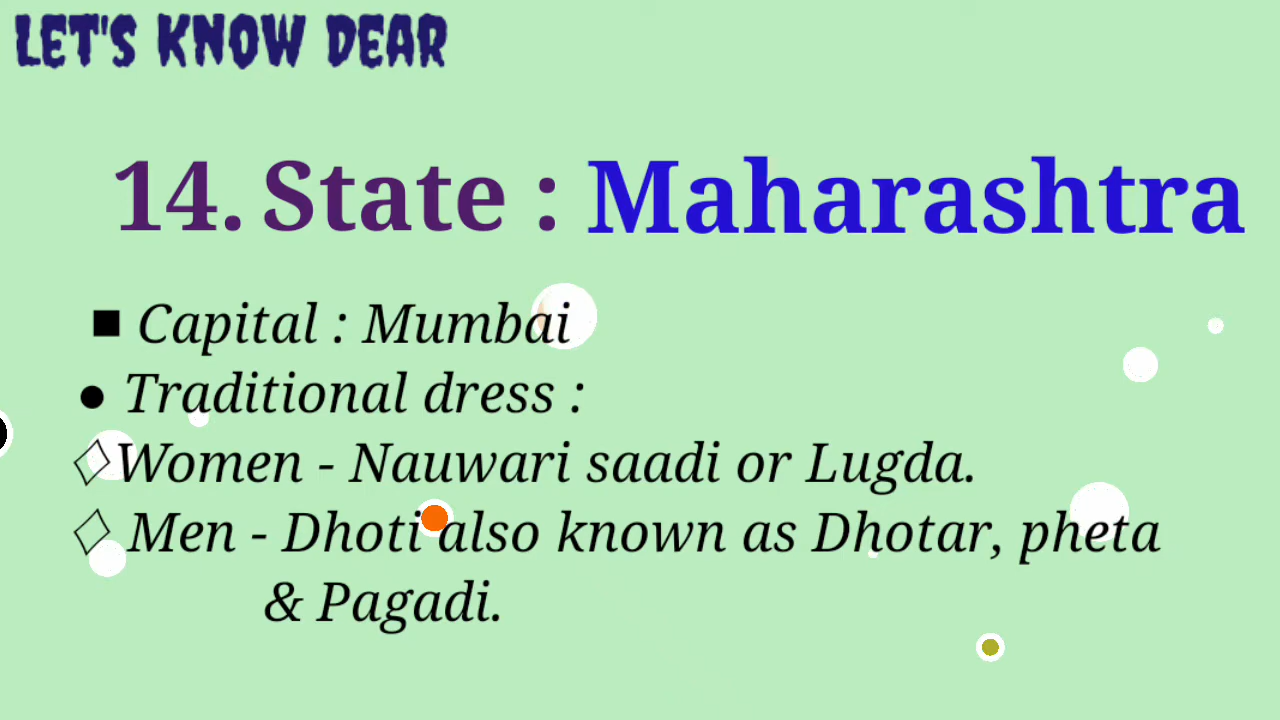 LET'S KNOW DEAR
14. State : Maharashtra
■ Capital : Mumbai
● Traditional dress :
♢Women - Nauwari saadi or Lugda.
♢ Men - Dhoti also known as Dhotar, pheta
& Pagadi.